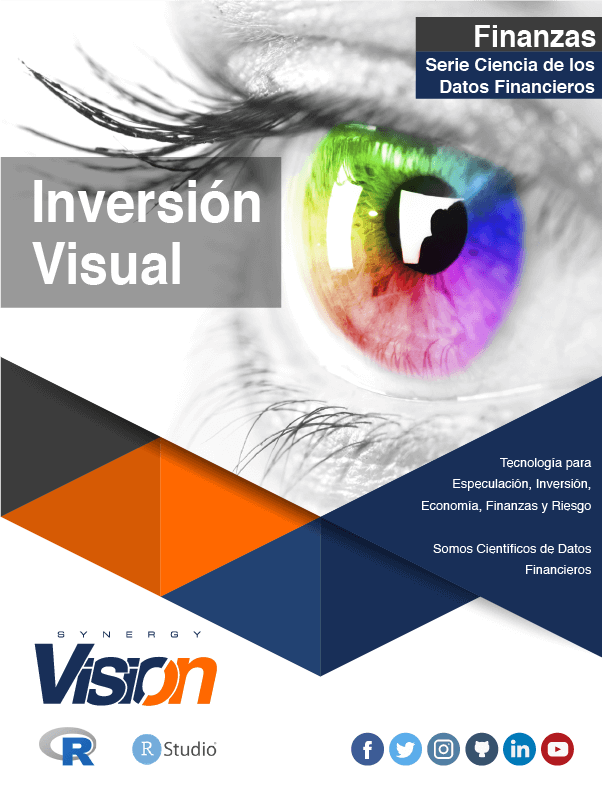 Finanzas
Serie Ciencia de los
Datos Financieros
Inversión
Visual
Tecnología para
Especulación, Inversión,
Economía, Finanzas y Riesgo
Somos Científicos de Datos
Financieros
SYNERGY
Vision
R
R Studio
f
in